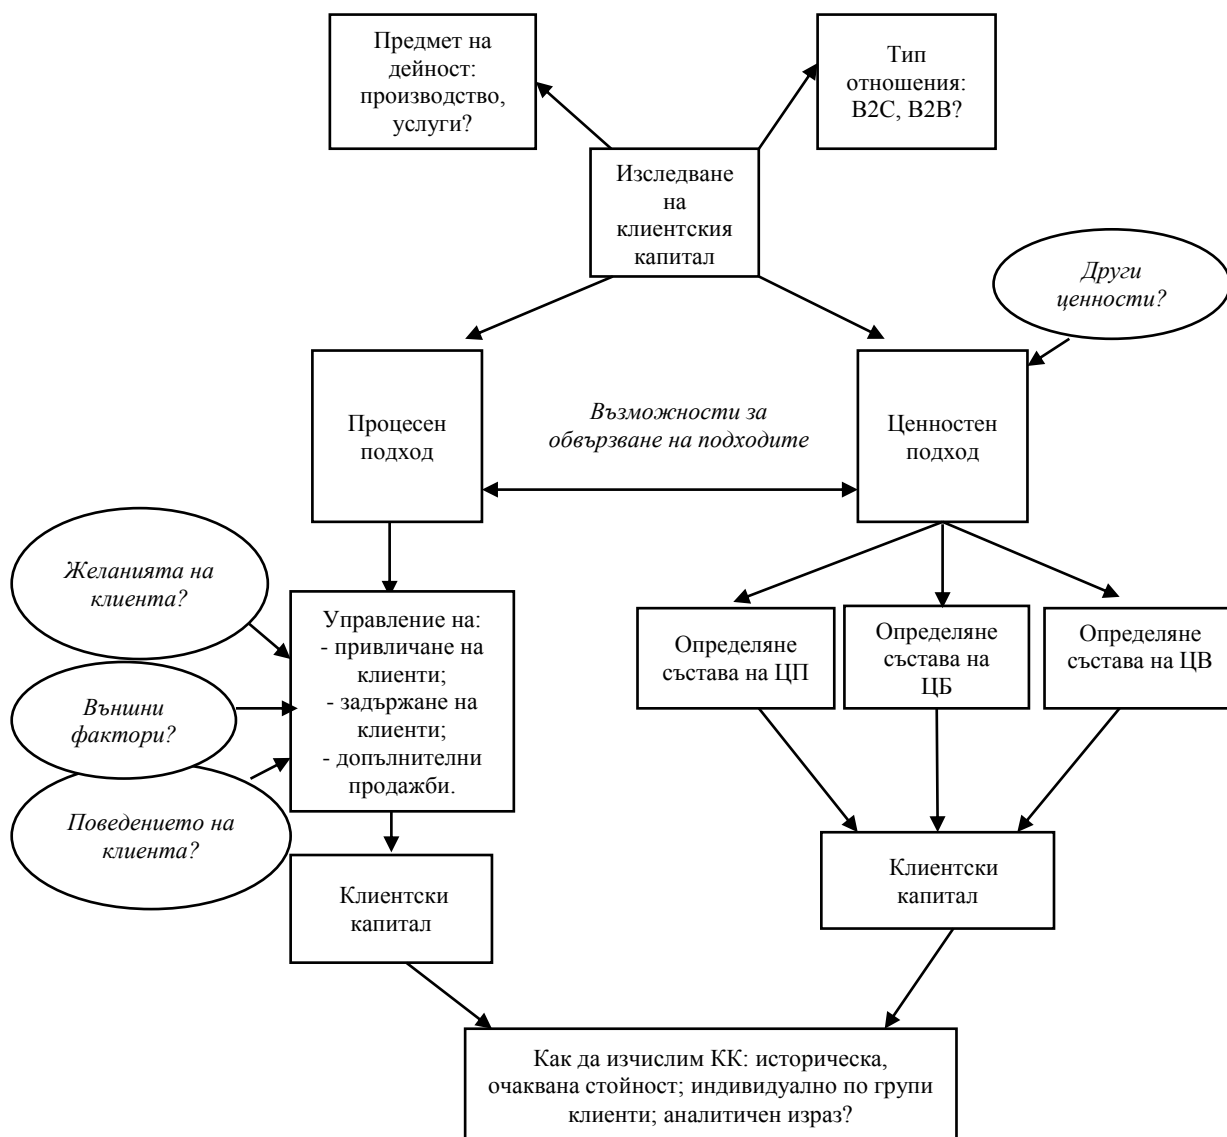 Предмет на
дейност:
производство,
услуги?
Тип
отношения:
B2C, B2B?
Изследване
на
клиентския
капитал
Други
ценности?
Процесен
подход
Възможности за
обвързване на подходите
Ценностен
подход
Желанията на
клиента?
Външни
фактори?
Поведението на
клиента?
Управление на:
- привличане на
клиенти;
- задържане на
клиенти;
- допълнителни
продажби.
Определяне
състава на ЦП
Определяне
състава на
ЦБ
Определяне
състава на ЦВ
Клиентски
капитал
Клиентски
капитал
Как да изчислим КК: историческа,
очаквана стойност; индивидуално по групи
клиенти; аналитичен израз?